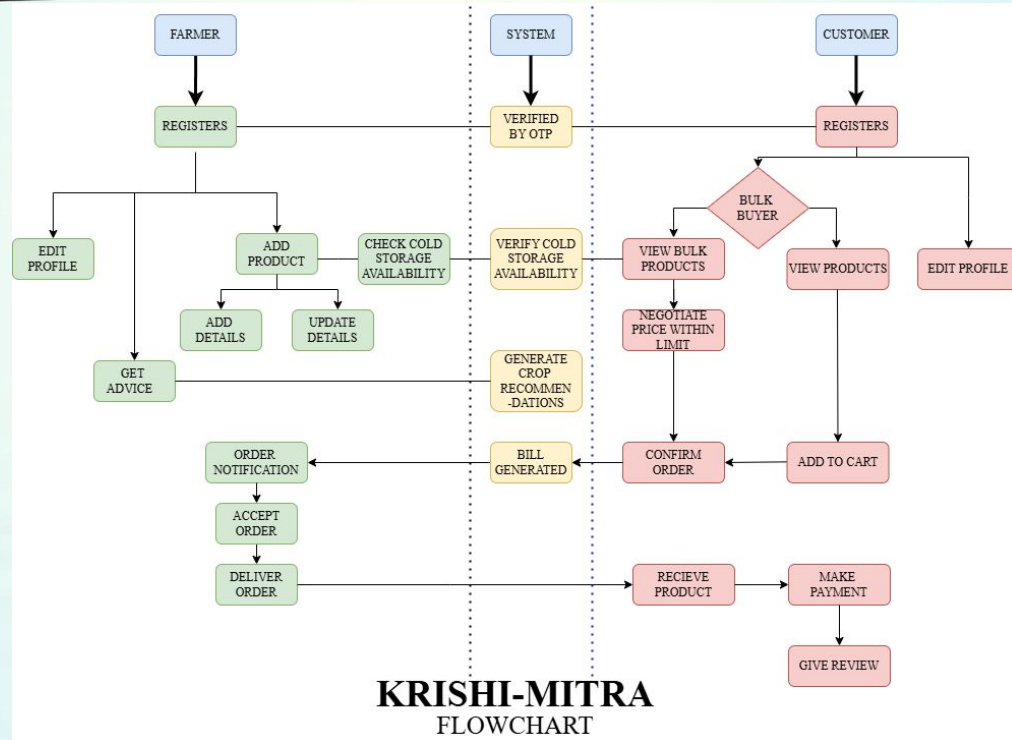 FARMER
SYSTEM
CUSTOMER
REGISTERS
VERIFIED
BY OTP
REGISTERS
BULK
BUYER
EDIT
PROFILE
ADD
PRODUCT
CHECK COLD
STORAGE
AVAILABILITY
VERIFY COLD
STORAGE
AVAILABILITY
VIEW BULK
PRODUCTS
VIEW PRODUCTS
EDIT PROFILE
ADD
DETAILS
UPDATE
DETAILS
NEGOTIATE
PRICE WITHIN
LIMIT
GET
ADVICE
GENERATE
CROP
RECOMMEN
-DATIONS
ORDER
NOTIFICATION
BILL
GENERATED
CONFIRM
ORDER
ADD TO CART
ACCEPT
ORDER
DELIVER
ORDER
RECIEVE
PRODUCT
MAKE
PAYMENT
GIVE REVIEW
KRISHI-MITRA
FLOWCHART